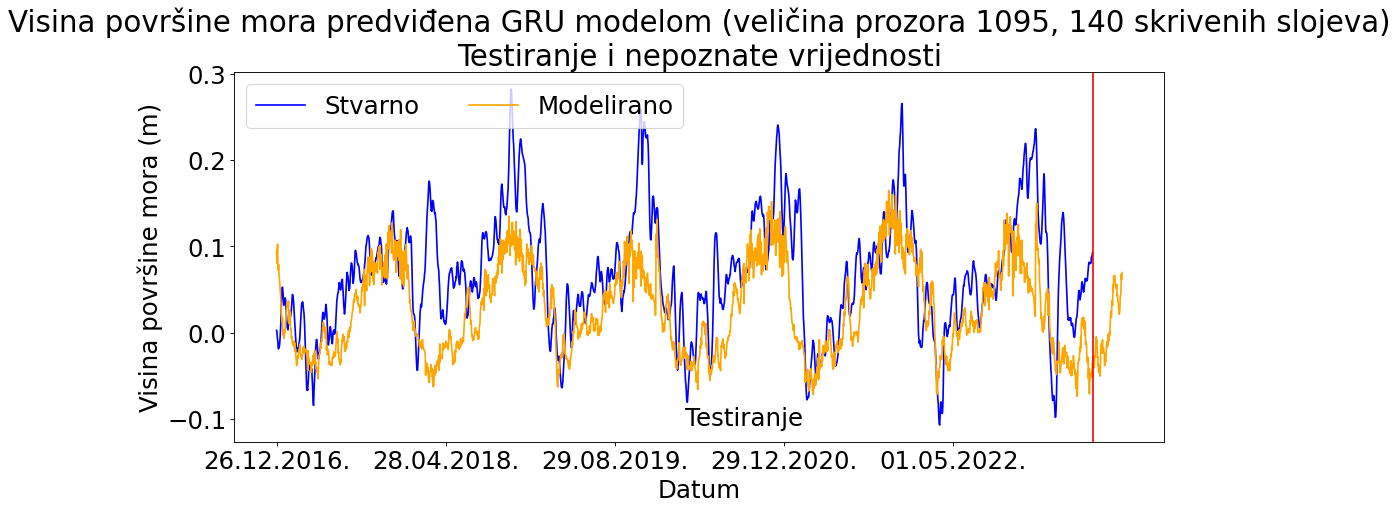 Visina površine mora predviđena GRU modelom (veličina prozora 1095, 140 skrivenih slojeva)
Testiranje i nepoznate vrijednosti
Stvarno
Modelirano
Visina površine mora (m)
0.3
0.2
0.1
0.0
−0.1
Testiranje
26.12.2016.
28.04.2018.
29.08.2019.
29.12.2020.
01.05.2022.
Datum